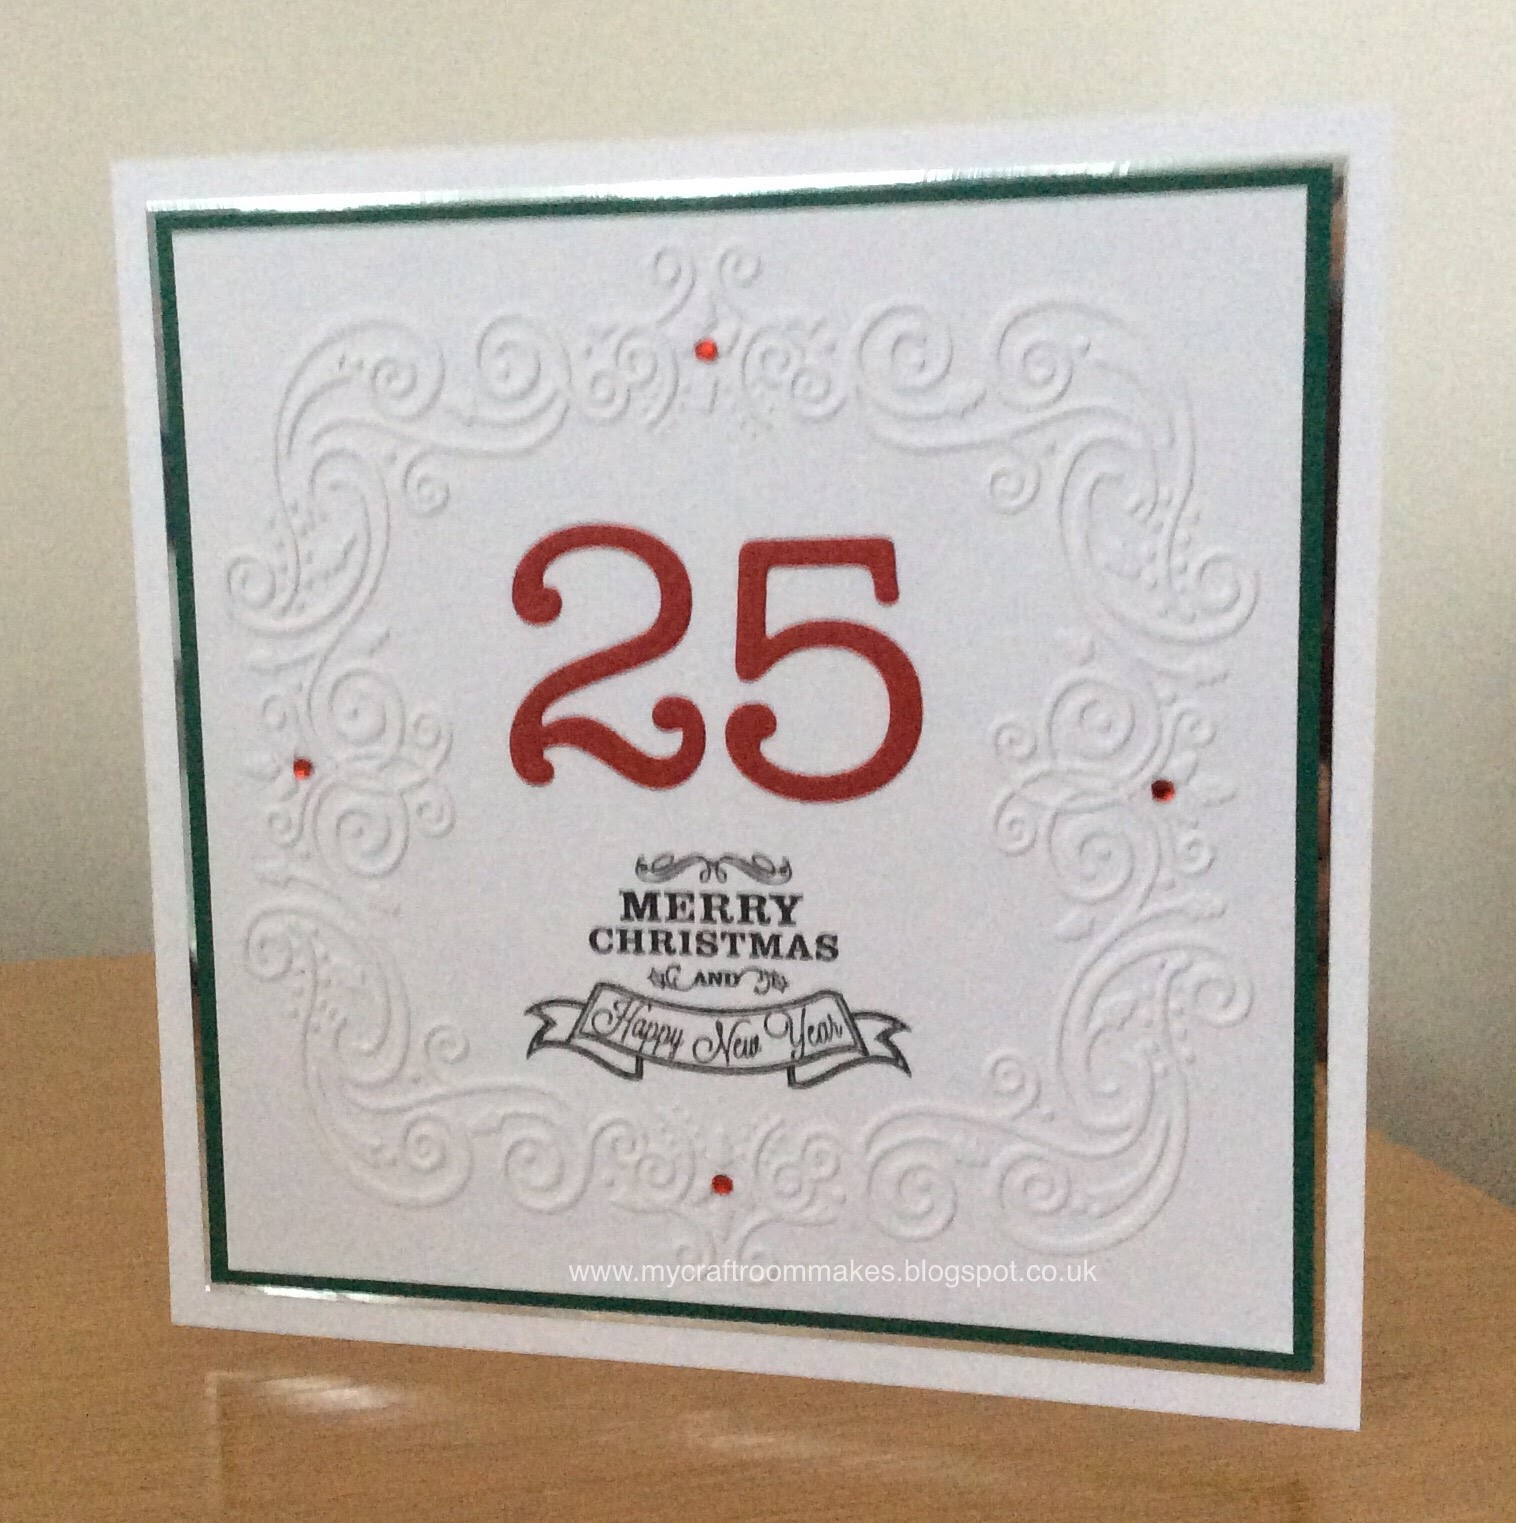 25
MERRY
CHRISTMAS
AND
Happy New Year
www.mycraftroommakes.blogspot.co.uk